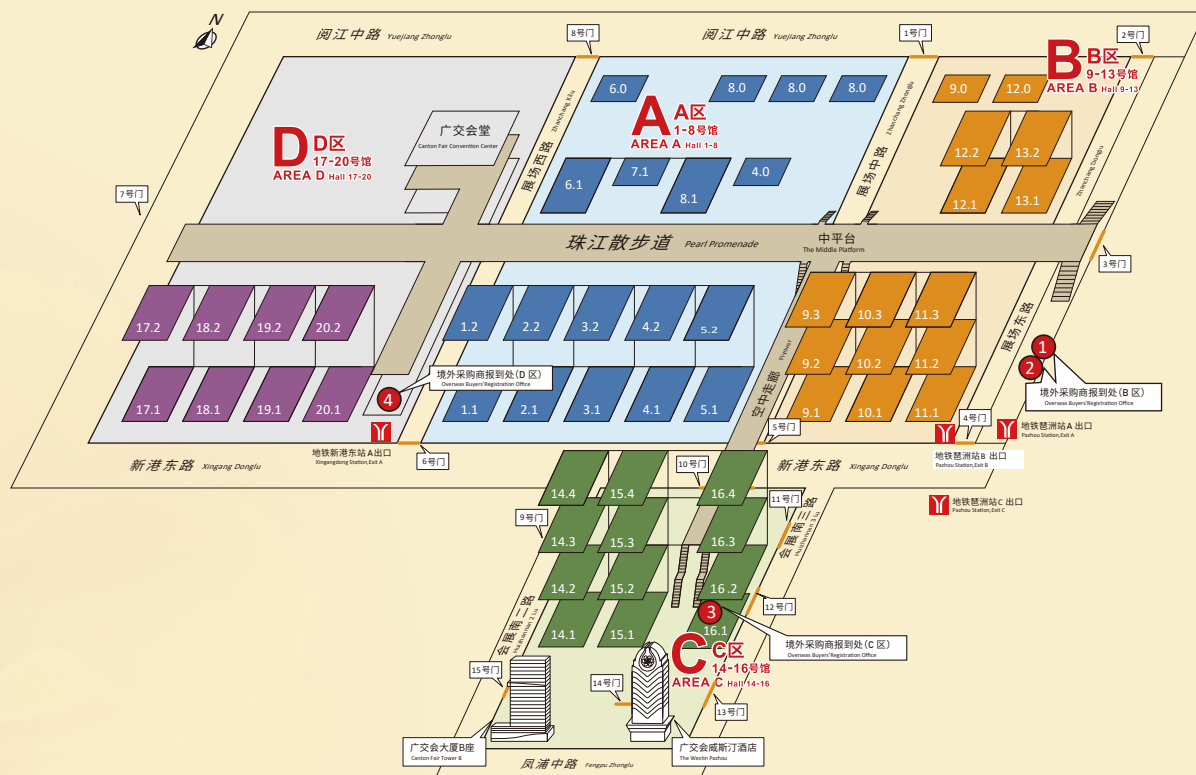 N
阅江中路 Yuejiang Zhonglu
8号门
阅江中路 Yuejiang Zhonglu
1号门
2号门
B B区
9-13号馆
AREA B Hall 9-13
6.0
8.0
8.0
8.0
9.0
12.0
A A区
1-8号馆
AREA A Hall 1-8
D D区
17-20号馆
AREA D Hall 17-20
广交会堂
Canton Fair Convention Center
展场西路
Zhanchang Xilu
展场中路
Zhanchang Zhonglu
Zhanchang Donglu
12.2
13.2
6.1
7.1
8.1
4.0
12.1
13.1
7号门
珠江散步道 Pearl Promenade
中平台
The Middle Platform
3号门
17.2
18.2
19.2
20.2
1.2
2.2
3.2
4.2
5.2
9.3
10.3
11.3
展场东路
1
2
9.2
10.2
11.2
空中走廊
Flyover
境外采购商报到处(D 区)
Overseas Buyers'Registration Office
境外采购商报到处(B 区)
Overseas Buyers'Registration Office
17.1
18.1
19.1
20.1
4
1.1
2.1
3.1
4.1
5.1
9.1
10.1
11.1
4号门
地铁琶洲站A 出口
Pazhou Station,Exit A
5号门
地铁新港东站 A出口
Xingangdong Station,Exit A
6号门
地铁琶洲站B 出口
Pazhou Station,Exit B
新港东路 Xingang Donglu
新港东路 Xingang Donglu
10号门
14.4
15.4
16.4
11号门
地铁琶洲站C 出口
Pazhou Station,Exit C
9号门
14.3
15.3
16.3
会展南三路
Huizhannan 3 Lu
14.2
15.2
16.2
12号门
3
会展南二路
Huizhannan 2 Lu
14.1
15.1
16.1
境外采购商报到处(C 区)
Overseas Buyers'Registration Office
C C区
14-16号馆
AREA C Hall 14-16
15号门
14号门
13号门
广交会大厦B座
Canton Fair Tower B
广交会威斯汀酒店
The Westin Pazhou
凤浦中路 Fengpu Zhonglu